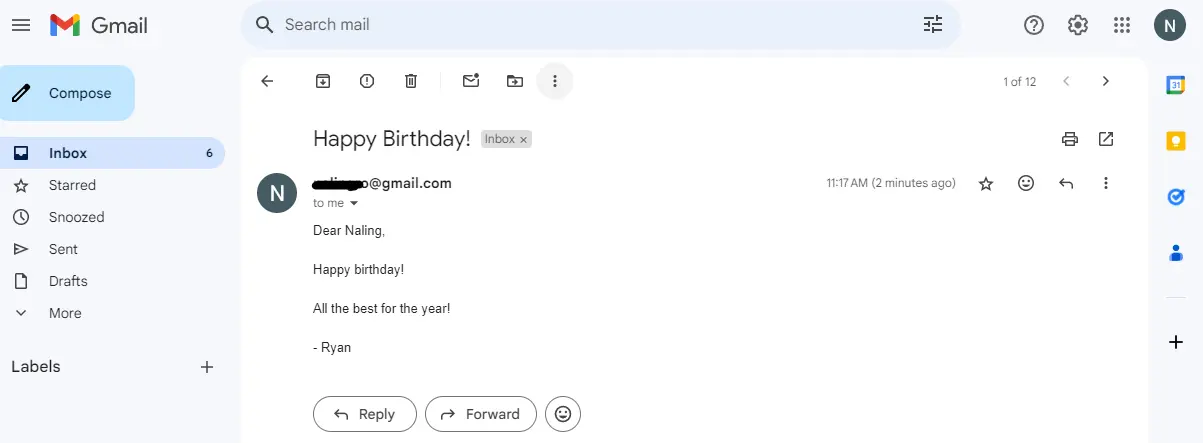 Gmail
Search mail
N
Compose
1 of 12
Happy Birthday! Inbox ×
Inbox 6
N
@gmail.com 11:17 AM (2 minutes ago)
to me
Starred
Snoozed
Sent
Drafts
More
Labels
Dear Naling,
Happy birthday!
All the best for the year!
- Ryan
Reply
Forward
31